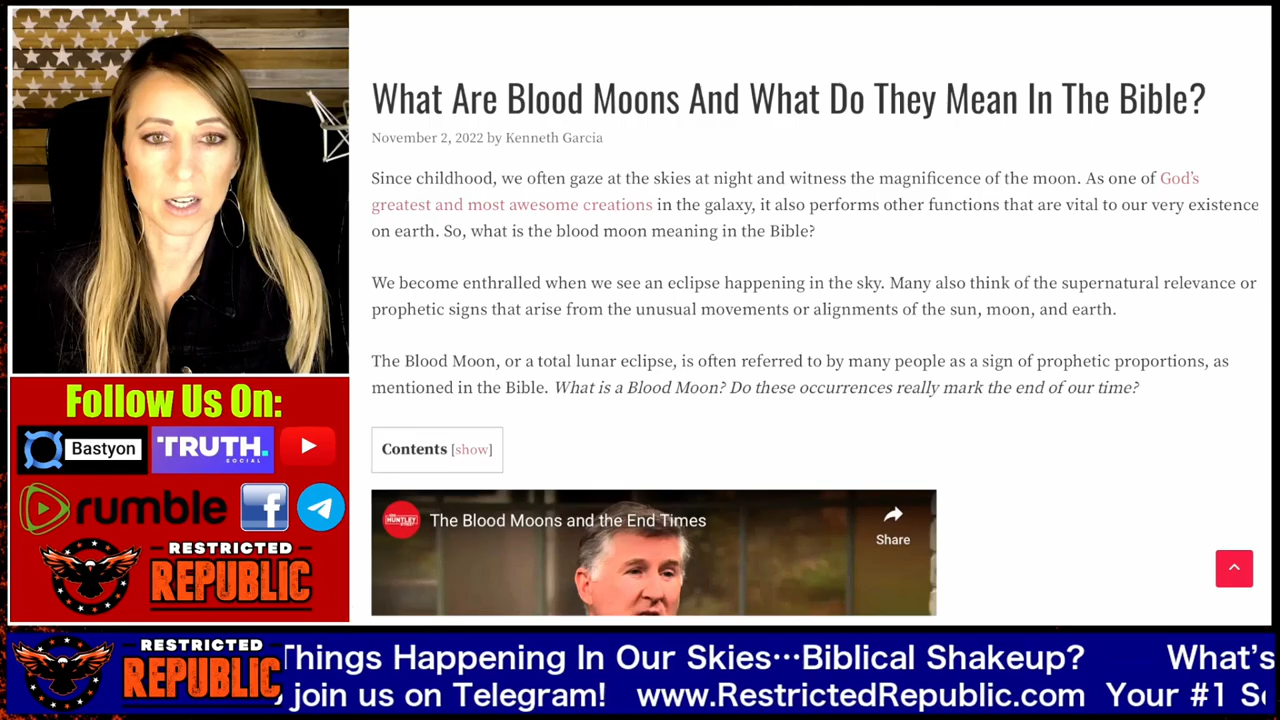 What Are Blood Moons And What Do They Mean In The Bible?
November 2, 2022 by Kenneth Garcia
Since childhood, we often gaze at the skies at night and witness the magnificence of the moon. As one of God's
greatest and most awesome creations in the galaxy, it also performs other functions that are vital to our very existence
on earth. So, what is the blood moon meaning in the Bible?
We become enthralled when we see an eclipse happening in the sky. Many also think of the supernatural relevance or
prophetic signs that arise from the unusual movements or alignments of the sun, moon, and earth.
The Blood Moon, or a total lunar eclipse, is often referred to by many people as a sign of prophetic proportions, as
mentioned in the Bible. What is a Blood Moon? Do these occurrences really mark the end of our time?
Contents [show]
HUNTLEY
The Blood Moons and the End Times
Share
Follow Us On:
Bastyon
TRUTH.
SOCIAL
rumble
f
RESTRICTED
REPUBLIC
RESTRICTED
REPUBLIC
Things Happening In Our Skies…Biblical Shakeup? What's
join us on Telegram! www.RestrictedRepublic.com Your #1